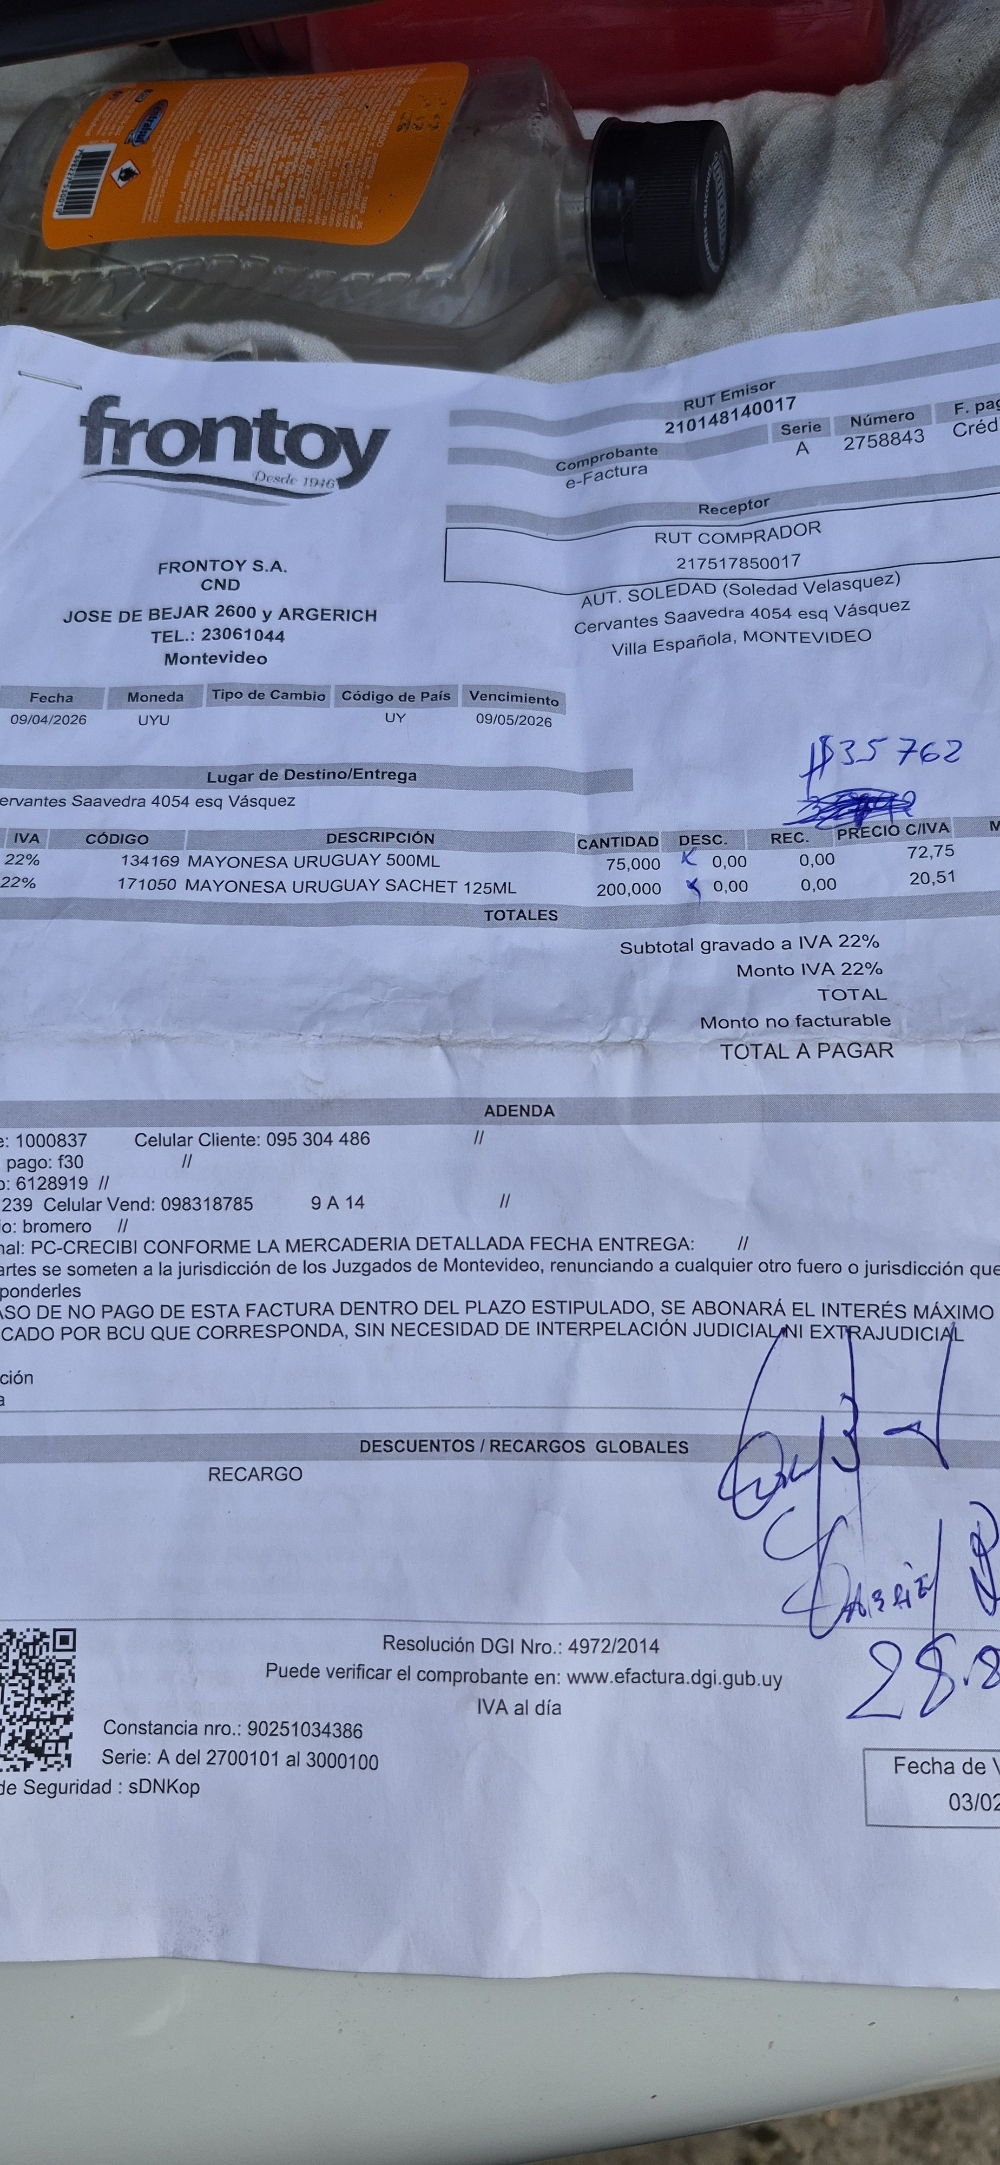 frontoy
Desde 1946
FRONTOY S.A.
CND
JOSE DE BEJAR 2600 y ARGERICH
TEL.: 23061044
Montevideo
RUT Emisor
210148140017
Comprobante Serie Número F. pag
e-Factura A 2758843 Créd
Receptor
RUT COMPRADOR
217517850017
AUT. SOLEDAD (Soledad Velasquez)
Cervantes Saavedra 4054 esq Vásquez
Villa Española, MONTEVIDEO
Fecha Moneda Tipo de Cambio Código de País Vencimiento
09/04/2026 UYU UY 09/05/2026
$35762
Lugar de Destino/Entrega
ervantes Saavedra 4054 esq Vásquez
IVA CÓDIGO DESCRIPCIÓN CANTIDAD DESC. REC. PRECIO C/IVA M
22% 134169 MAYONESA URUGUAY 500ML 75,000 0,00 0,00 72,75
22% 171050 MAYONESA URUGUAY SACHET 125ML 200,000 0,00 0,00 20,51
TOTALES
Subtotal gravado a IVA 22%
Monto IVA 22%
TOTAL
Monto no facturable
TOTAL A PAGAR
ADENDA
e: 1000837 Celular Cliente: 095 304 486 //
pago: f30 //
o: 6128919 //
239 Celular Vend: 098318785 9 A 14 //
io: bromero //
nal: PC-CRECIBI CONFORME LA MERCADERIA DETALLADA FECHA ENTREGA: //
artes se someten a la jurisdicción de los Juzgados de Montevideo, renunciando a cualquier otro fuero o jurisdicción que
ponderles
ASO DE NO PAGO DE ESTA FACTURA DENTRO DEL PLAZO ESTIPULADO, SE ABONARÁ EL INTERÉS MÁXIMO
CADO POR BCU QUE CORRESPONDA, SIN NECESIDAD DE INTERPELACIÓN JUDICIAL NI EXTRAJUDICIAL
ción
a
DESCUENTOS / RECARGOS GLOBALES
RECARGO
Resolución DGI Nro.: 4972/2014
Puede verificar el comprobante en: www.efactura.dgi.gub.uy
IVA al día
Constancia nro.: 90251034386
Serie: A del 2700101 al 3000100
de Seguridad : sDNKop
Fecha de V
03/02